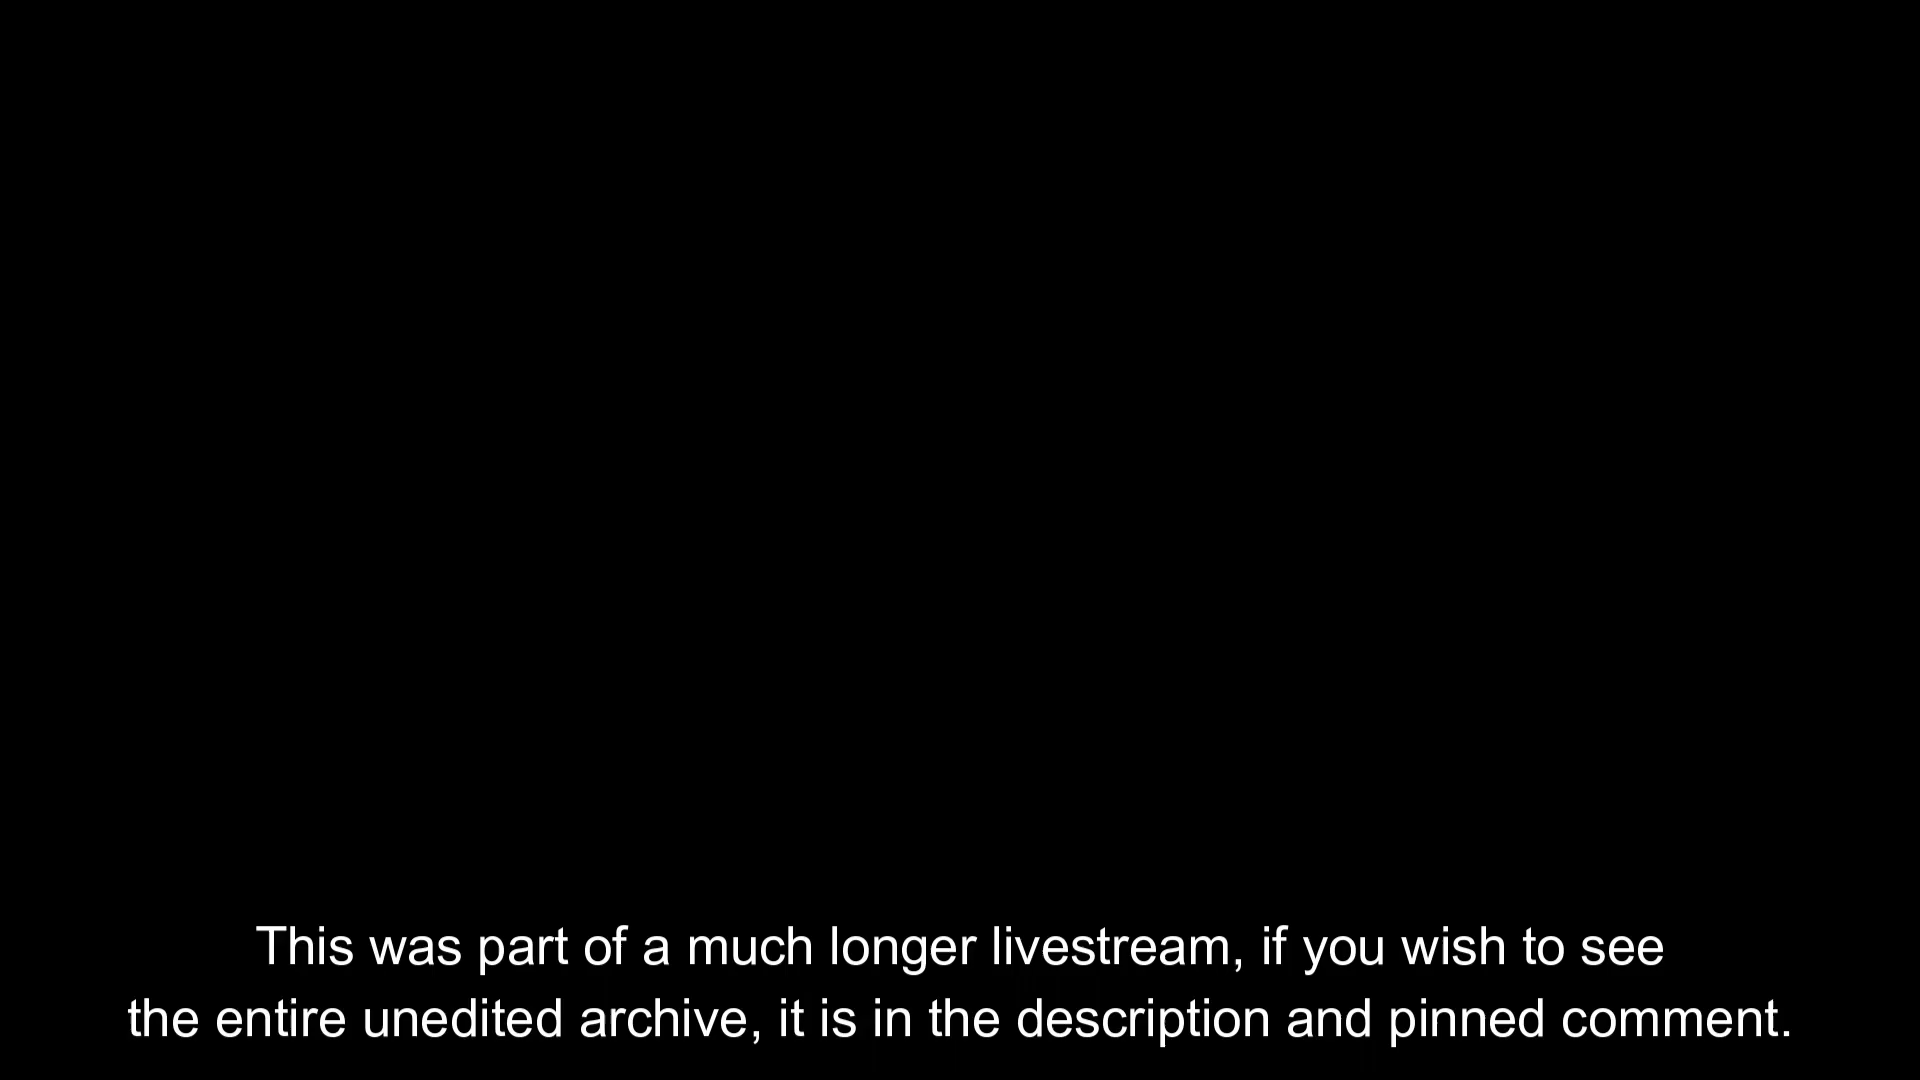 This was part of a much longer livestream, if you wish to see
the entire unedited archive, it is in the description and pinned comment.